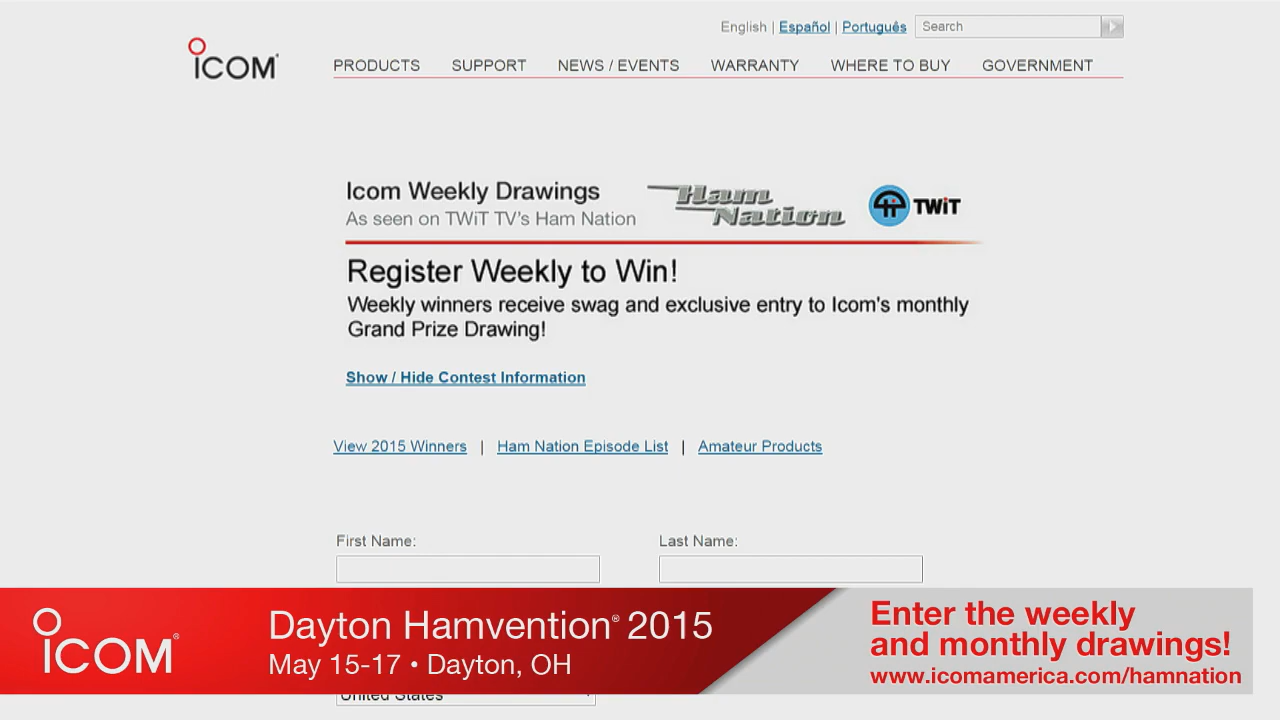 English | Español | Português
Search
iCOM
PRODUCTS SUPPORT NEWS / EVENTS WARRANTY WHERE TO BUY GOVERNMENT
Icom Weekly Drawings
As seen on TWiT TV's Ham Nation
Ham
Nation
TWiT
Register Weekly to Win!
Weekly winners receive swag and exclusive entry to Icom's monthly
Grand Prize Drawing!
Show / Hide Contest Information
View 2015 Winners | Ham Nation Episode List | Amateur Products
First Name: Last Name:
iCOM®
Dayton Hamvention® 2015
May 15-17 • Dayton, OH
Enter the weekly
and monthly drawings!
www.icomamerica.com/hamnation
United States